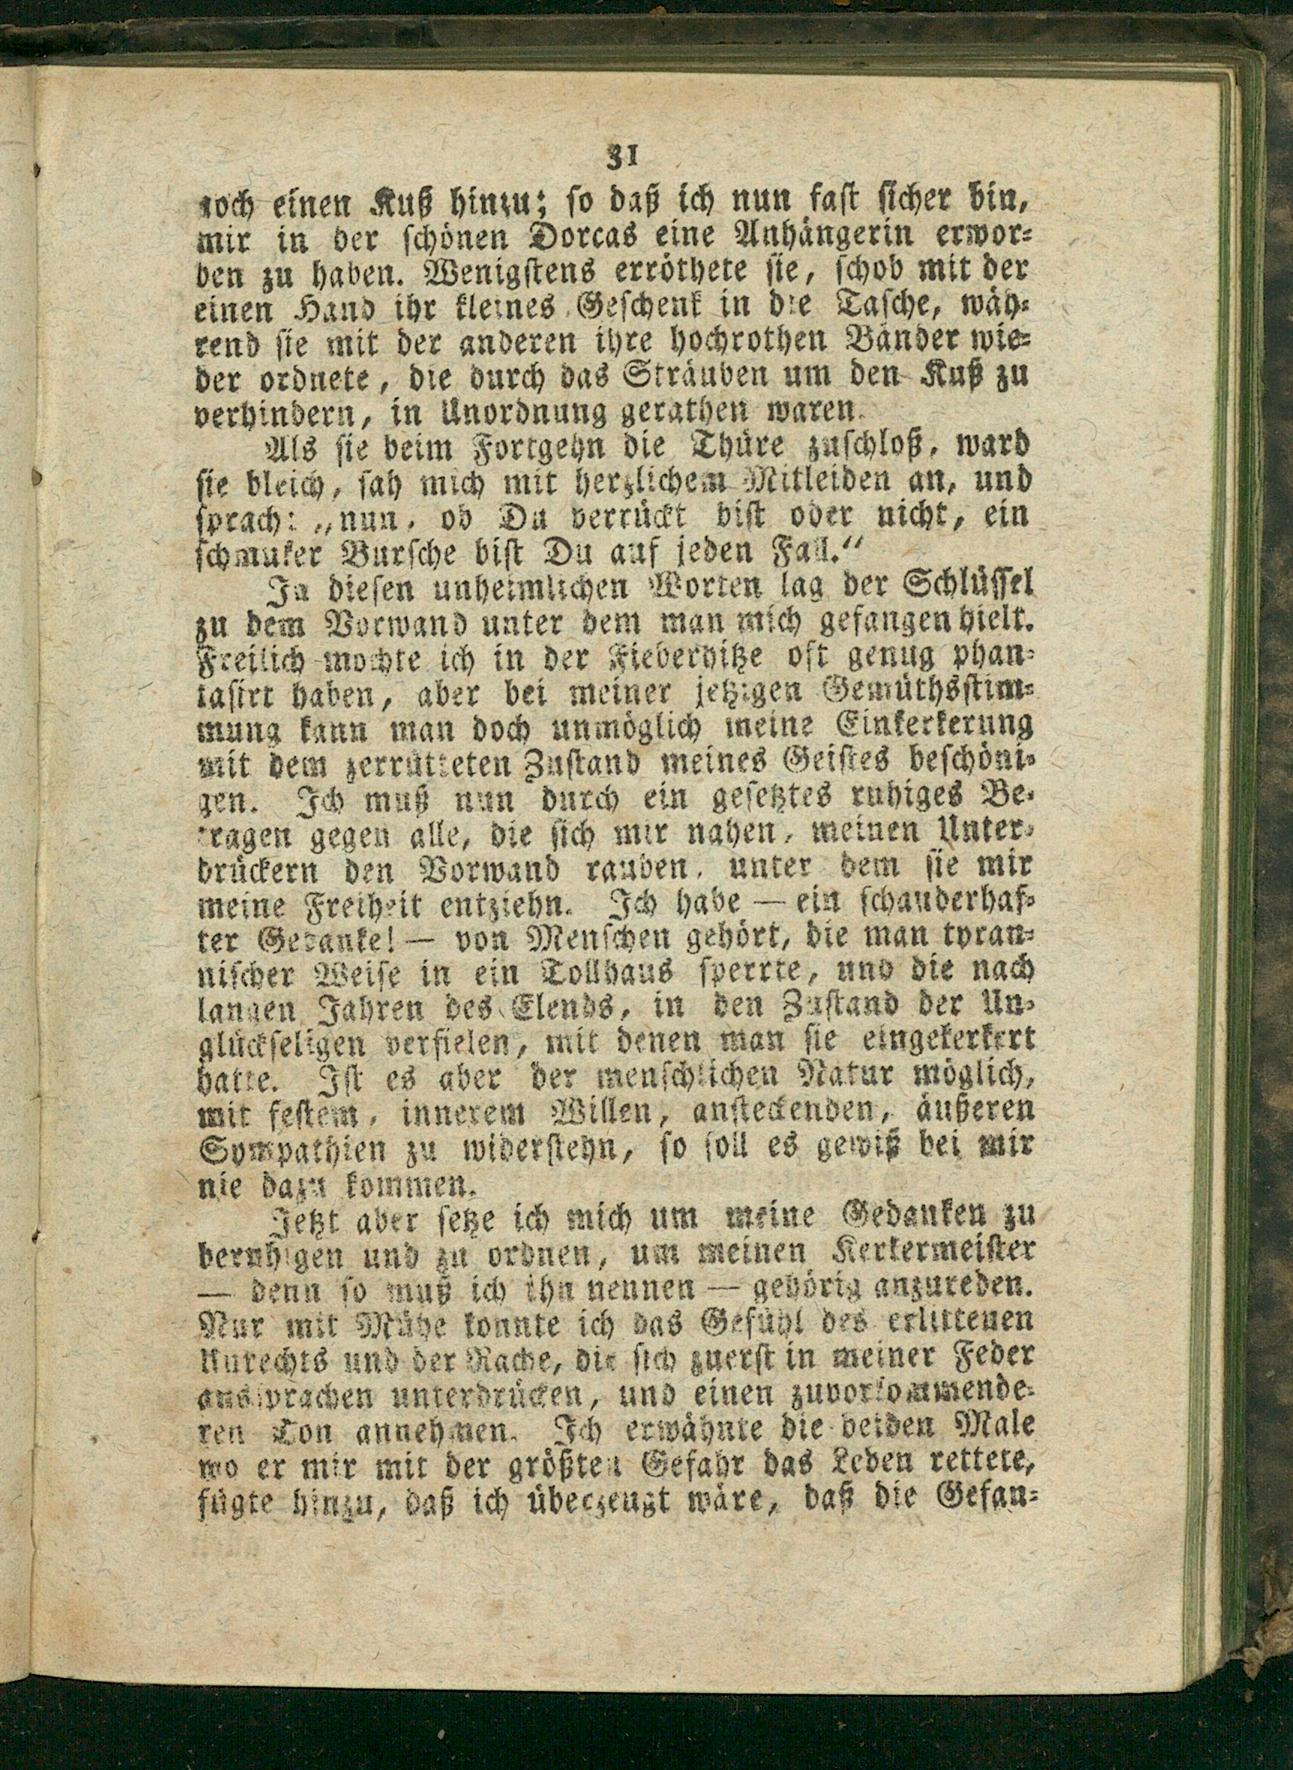 31
noch einen Kuß hinzu; so daß ich nun fast sicher bin,
mir in der schönen Dorcas eine Anhängerin erwor-
ben zu haben. Wenigstens erröthete sie, schob mit der
einen Hand ihr kleines Geschenk in die Tasche, wäh-
rend sie mit der anderen ihre hochrothen Bänder wie-
der ordnete, die durch das Sträuben um den Kuß zu
verhindern, in Unordnung gerathen waren.
Als sie beim Fortgehn die Thüre zuschloß, ward
sie bleich, sah mich mit herzlichem Mitleiden an, und
sprach: „nun, ob Du verrückt bist oder nicht, ein
schmuker Bursche bist Du auf jeden Fall.“
In diesen unheimlichen Worten lag der Schlüssel
zu dem Vorwand unter dem man mich gefangen hielt.
Freilich mochte ich in der Fieberhitze oft genug phan-
tasirt haben, aber bei meiner jetzigen Gemüthsstim-
mung kann man doch unmöglich meine Einkerkerung
mit dem zerrütteten Zustand meines Geistes beschöni-
gen. Ich muß nun durch ein gesetztes ruhiges Be-
tragen gegen alle, die sich mir nahen, meinen Unter-
drückern den Vorwand rauben, unter dem sie mir
meine Freiheit entziehn. Ich habe — ein schauderhaf-
ter Gedanke! — von Menschen gehört, die man tyran-
nischer Weise in ein Tollhaus sperrte, und die nach
langen Jahren des Elends, in den Zustand der Un-
glückseligen verfielen, mit denen man sie eingekerkert
hatte. Ist es aber der menschlichen Natur möglich,
mit festem, innerem Willen, ansteckenden, äußeren
Sympathien zu widerstehn, so soll es gewiß bei mir
nie dazu kommen.
Jetzt aber setze ich mich um meine Gedanken zu
beruhigen und zu ordnen, um meinen Kerkermeister
— denn so muß ich ihn nennen — gehörig anzureden.
Nur mit Mühe konnte ich das Gefühl des erlittenen
Unrechts und der Rache, die sich zuerst in meiner Feder
aussprachen unterdrücken, und einen zuvorkommende-
ren Ton annehmen. Ich erwähnte die beiden Male
wo er mir mit der größten Gefahr das Leben rettete,
fügte hinzu, daß ich überzeugt wäre, daß die Gefan-